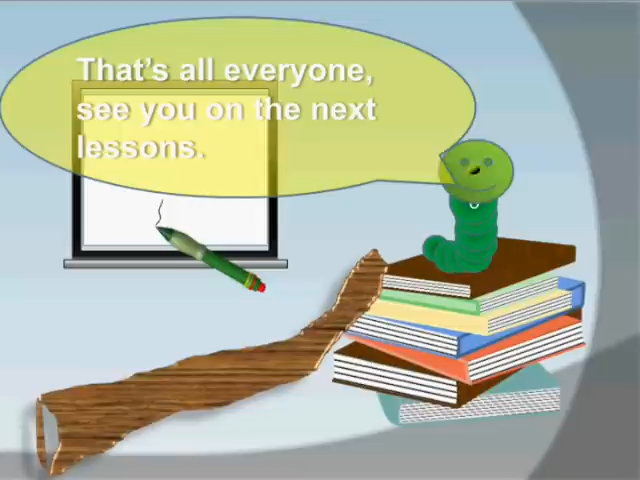 That's all everyone,
see you on the next
lessons.